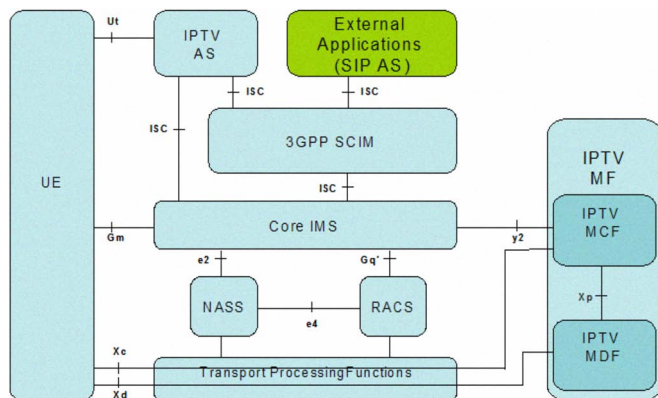 Ut
IPTV
AS
External
Applications
(SIP AS)
ISC
ISC
ISC
3GPP SCIM
IPTV
MF
UE
ISC
Core IMS
IPTV
MCF
Gm
y2
e2
Gq'
NASS
e4
RACS
Xp
IPTV
MDF
Xc
Transport Processing Functions
Xd